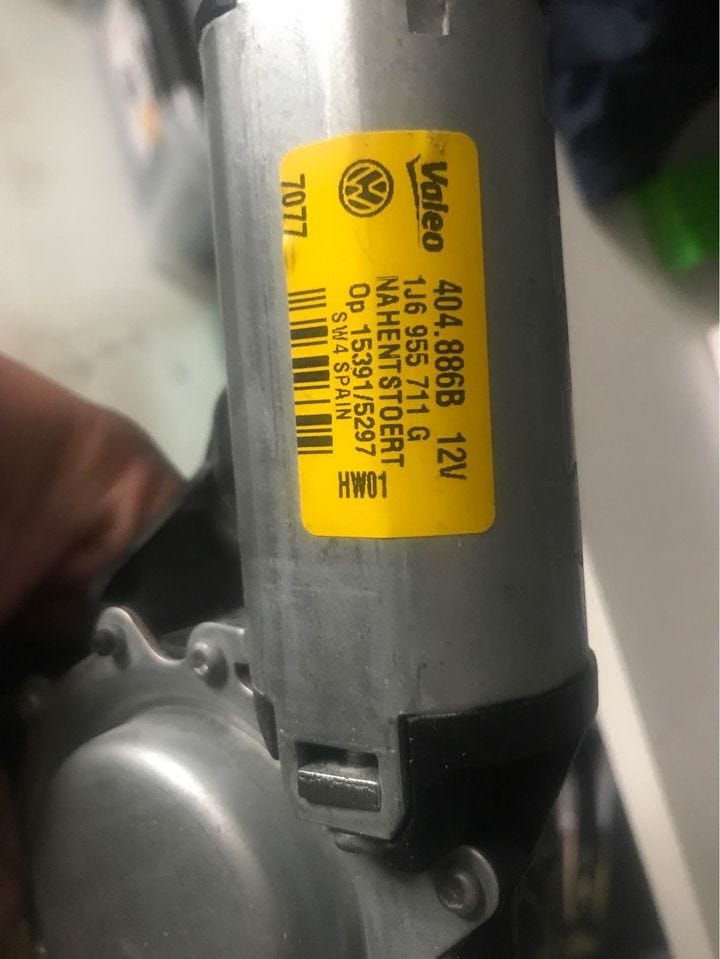 Valeo
404.886B 12V
1J6 955 711 G
NAHENTSTOERT
Op 15391/5297
SW4 SPAIN
HW01
7077